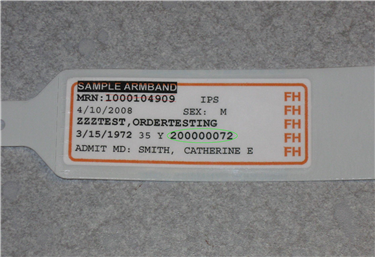 SAMPLE ARMBAND
MRN:1000104909 IPS FH
4/10/2008 SEX: M FH
ZZZTEST,ORDERTESTING FH
3/15/1972 35 Y 200000072 FH
ADMIT MD: SMITH, CATHERINE E FH